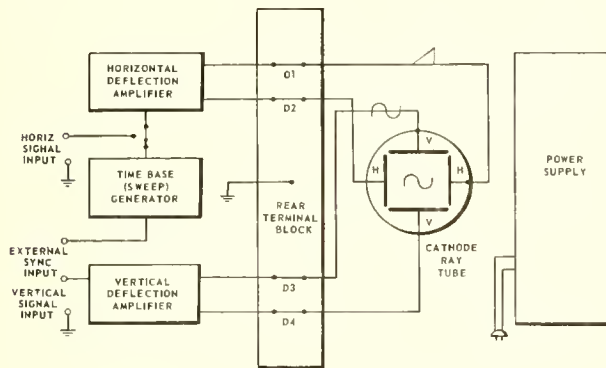 HORIZONTAL
DEFLECTION
AMPLIFIER
D1
D2
HORIZ
SIGNAL
INPUT
TIME BASE
(SWEEP)
GENERATOR
REAR
TERMINAL
BLOCK
V
H
H
V
CATHODE
RAY
TUBE
POWER
SUPPLY
EXTERNAL
SYNC
INPUT
VERTICAL
SIGNAL
INPUT
VERTICAL
DEFLECTION
AMPLIFIER
D3
D4